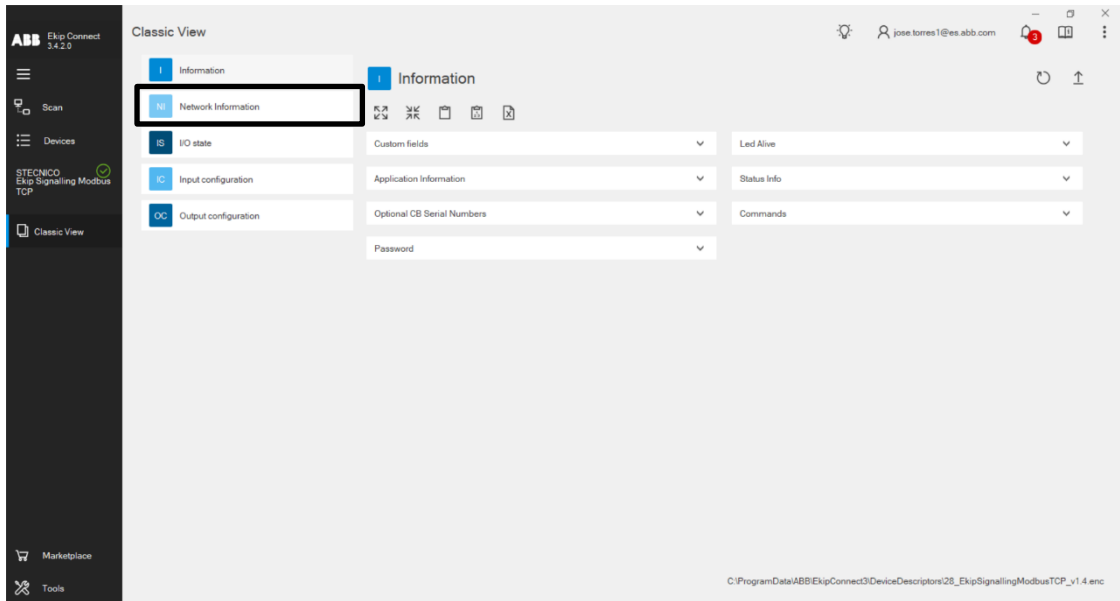 ABB Ekip Connect
3.4.2.0
Scan
Devices
STECNICO
Ekip Signalling Modbus
TCP
Classic View
Marketplace
Tools
Classic View
jose.torres1@es.abb.com
3
I Information
NI Network Information
IS I/O state
IC Input configuration
OC Output configuration
I Information
Custom fields
Application Information
Optional CB Serial Numbers
Password
Led Alive
Status Info
Commands
C:\ProgramData\ABB\EkipConnect3\DeviceDescriptors\28_EkipSignallingModbusTCP_v1.4.enc